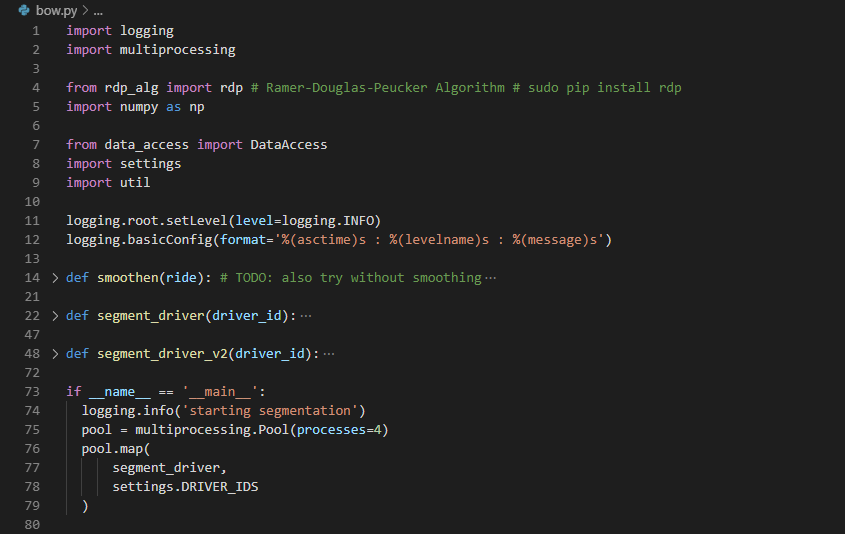 bow.py > ...
1 import logging
2 import multiprocessing
3
4 from rdp_alg import rdp # Ramer-Douglas-Peucker Algorithm # sudo pip install rdp
5 import numpy as np
6
7 from data_access import DataAccess
8 import settings
9 import util
10
11 logging.root.setLevel(level=logging.INFO)
12 logging.basicConfig(format='%(asctime)s : %(levelname)s : %(message)s')
13
14 > def smoothen(ride): # TODO: also try without smoothing ...
21
22 > def segment_driver(driver_id): ...
47
48 > def segment_driver_v2(driver_id): ...
72
73 if __name__ == '__main__':
74   logging.info('starting segmentation')
75   pool = multiprocessing.Pool(processes=4)
76   pool.map(
77       segment_driver,
78       settings.DRIVER_IDS
79   )
80